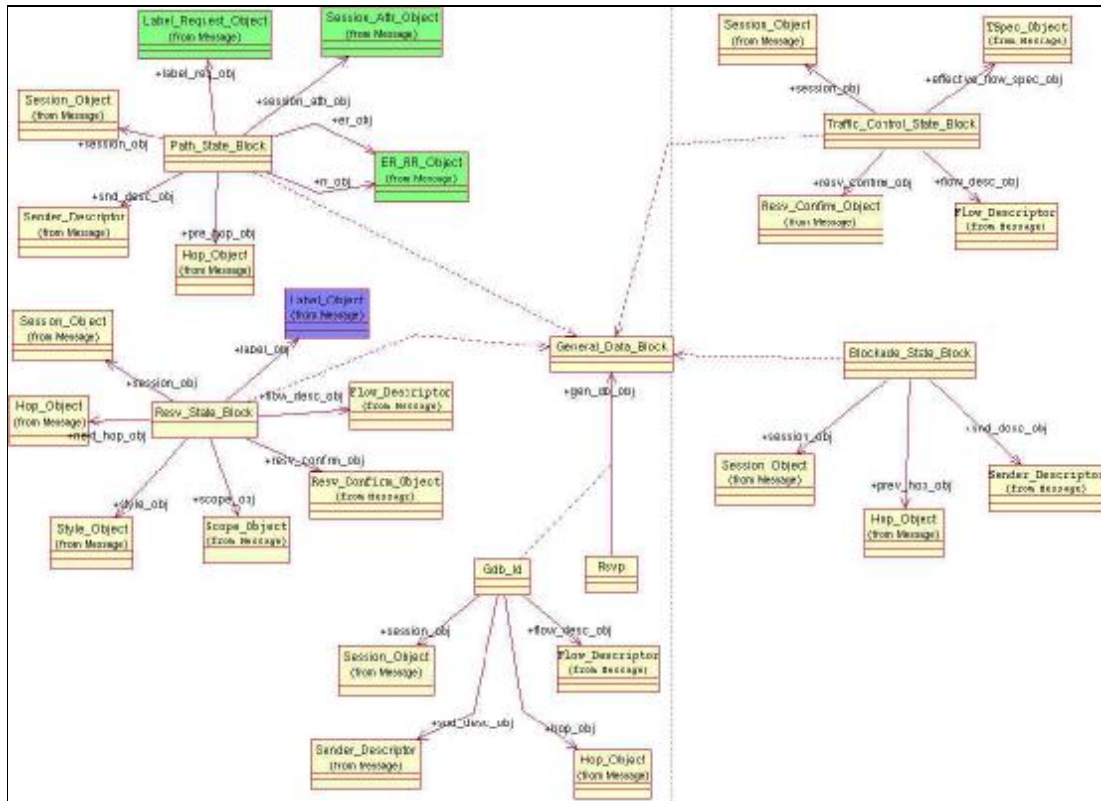 Label_Request_Object
(from Message)
Session_Attr_Object
(from Message)
+label_req_obj
+session_attr_obj
Session_Object
(from Message)
+session_obj
Path_State_Block
+er_obj
ER_RR_Object
(from Message)
+rr_obj
+snd_desc_obj
Sender_Descriptor
(from Message)
+pre_hop_obj
Hop_Object
(from Message)
Session_Object
(from Message)
TSpec_Object
(from Message)
+session_obj
+effective_flow_spec_obj
Traffic_Control_State_Block
+resv_confirm_obj
+flow_desc_obj
Resv_Confirm_Object
(from Message)
Flow_Descriptor
(from Message)
Label_Object
(from Message)
Session_Object
(from Message)
+label_obj
+session_obj
Hop_Object
(from Message)
+next_hop_obj
Resv_State_Block
+flow_desc_obj
Flow_Descriptor
(from Message)
+resv_confirm_obj
Resv_Confirm_Object
(from Message)
+style_obj
+scope_obj
Style_Object
(from Message)
Scope_Object
(from Message)
General_Data_Block
+gen_db_obj
Blockade_State_Block
+session_obj
+snd_desc_obj
Session_Object
(from Message)
+prev_hop_obj
Sender_Descriptor
(from Message)
Hop_Object
(from Message)
Gdb_Id
Rsvp
+session_obj
+flow_desc_obj
Session_Object
(from Message)
Flow_Descriptor
(from Message)
+snd_desc_obj
+hop_obj
Sender_Descriptor
(from Message)
Hop_Object
(from Message)